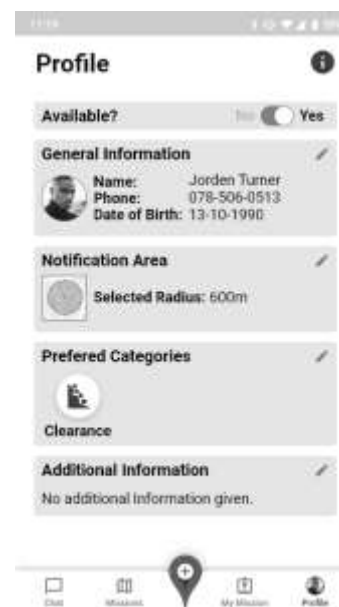 Profile
Available? No Yes
General Information
Name: Jorden Turner
Phone: 078-506-0513
Date of Birth: 13-10-1990
Notification Area
Selected Radius: 600m
Prefered Categories
Clearance
Additional Information
No additional Information given.
Chat Missions My Mission Profile